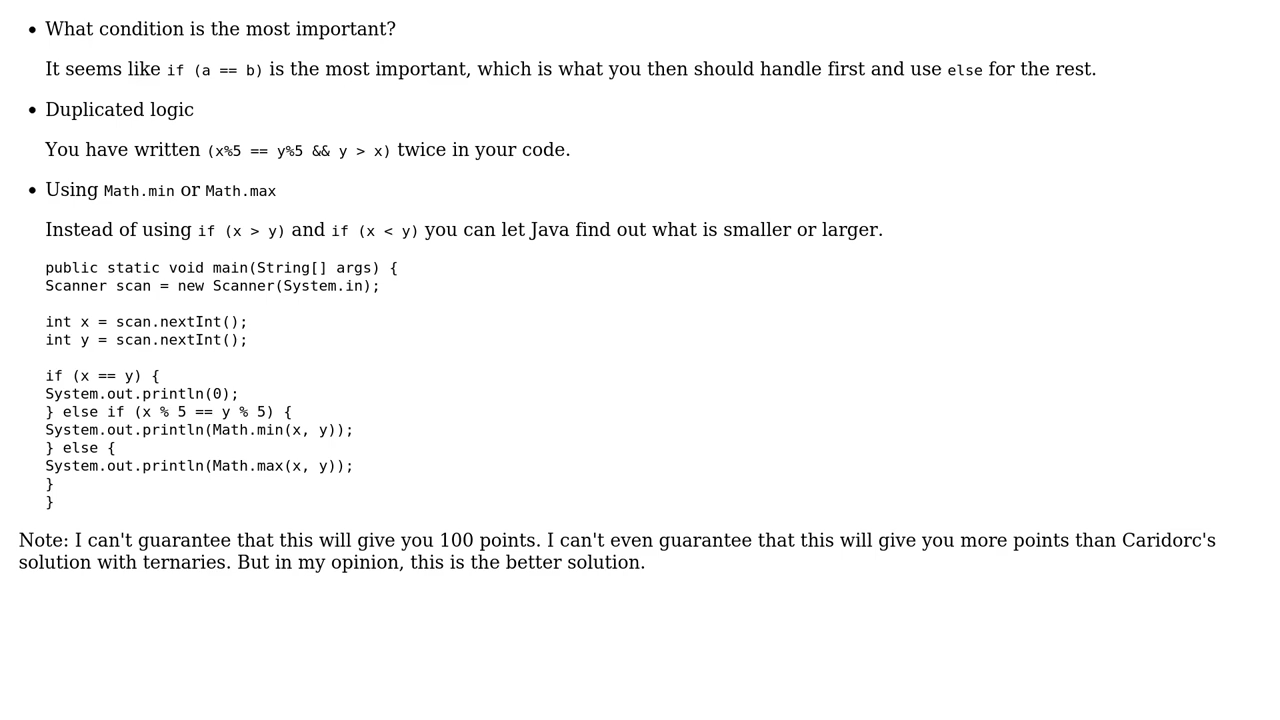 What condition is the most important?
It seems like if (a == b) is the most important, which is what you then should handle first and use else for the rest.
Duplicated logic
You have written (x%5 == y%5 && y > x) twice in your code.
Using Math.min or Math.max
Instead of using if (x > y) and if (x < y) you can let Java find out what is smaller or larger.
public static void main(String[] args) {
Scanner scan = new Scanner(System.in);
int x = scan.nextInt();
int y = scan.nextInt();
if (x == y) {
System.out.println(0);
} else if (x % 5 == y % 5) {
System.out.println(Math.min(x, y));
} else {
System.out.println(Math.max(x, y));
}
}
Note: I can't guarantee that this will give you 100 points. I can't even guarantee that this will give you more points than Caridorc's
solution with ternaries. But in my opinion, this is the better solution.